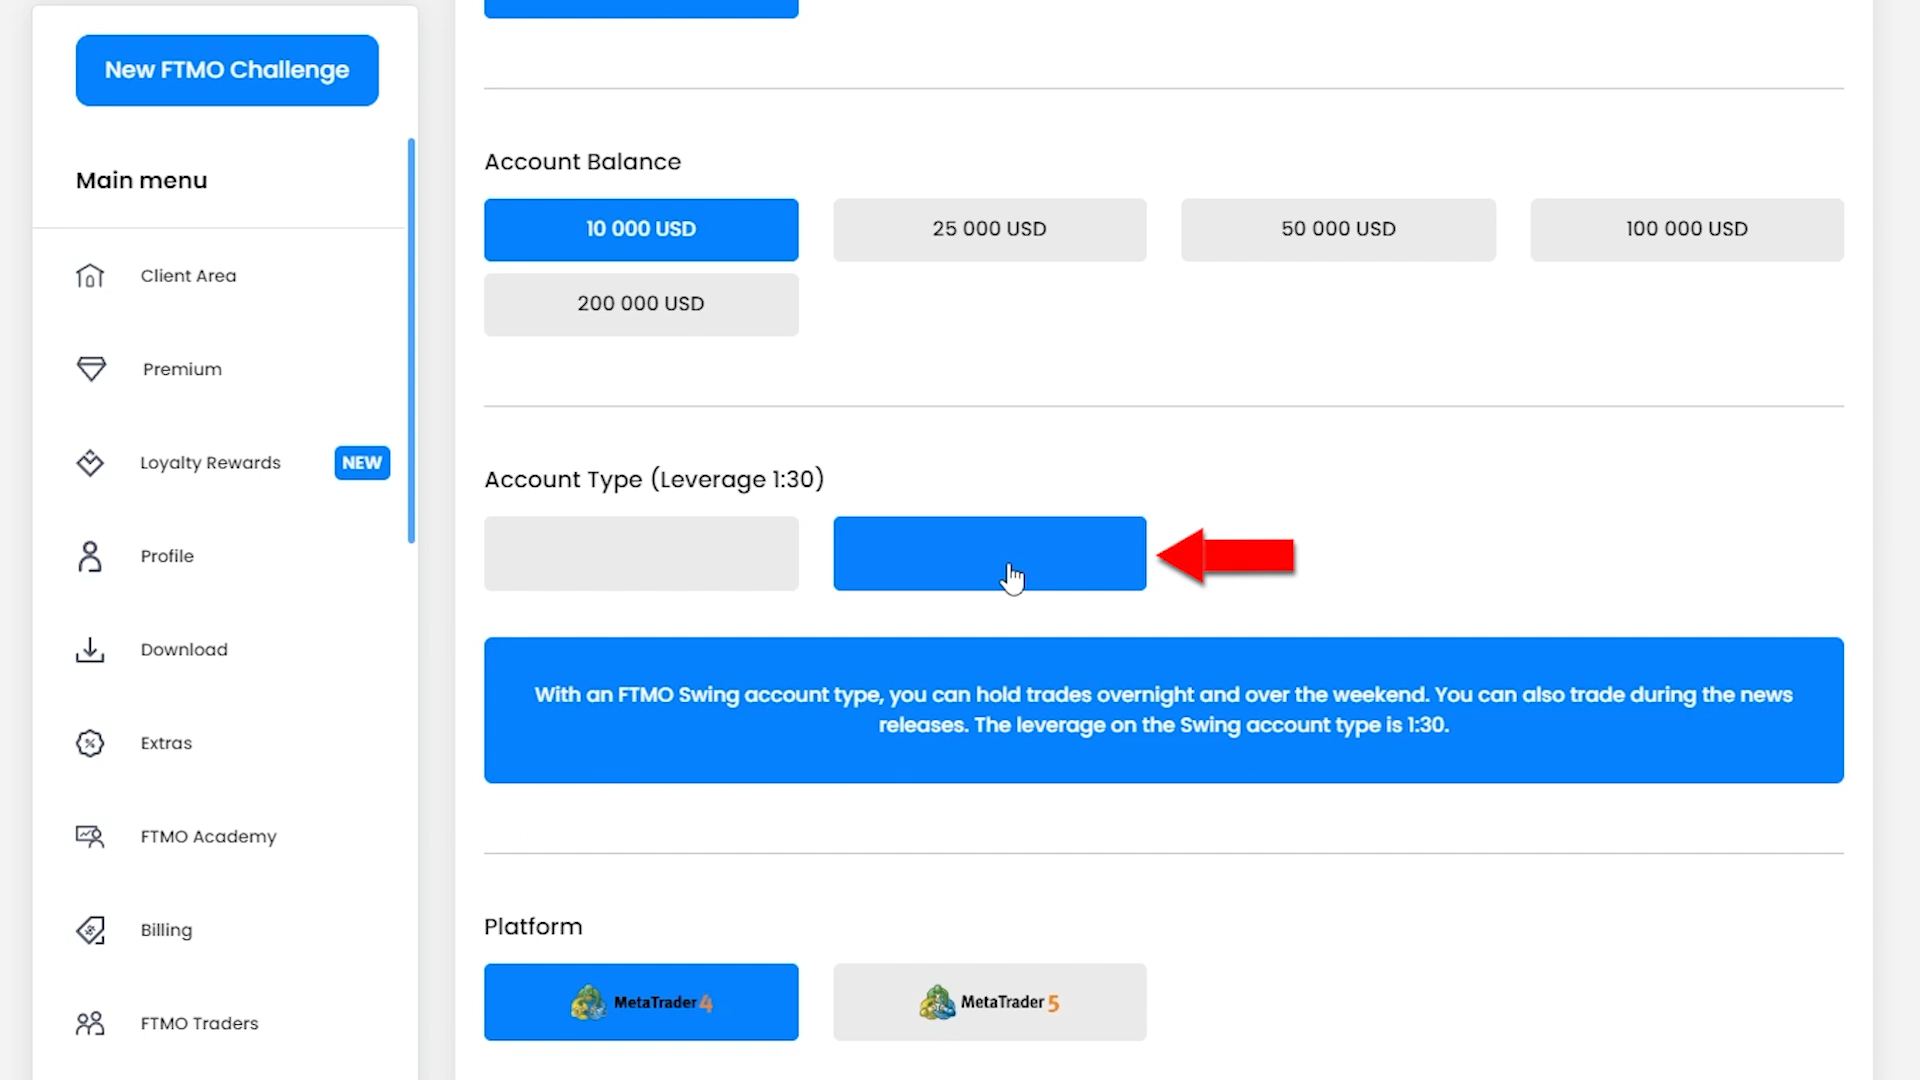 New FTMO Challenge
Main menu
Client Area
Premium
Loyalty Rewards NEW
Profile
Download
Extras
FTMO Academy
Billing
FTMO Traders
Account Balance
10 000 USD 25 000 USD 50 000 USD 100 000 USD
200 000 USD
Account Type (Leverage 1:30)
With an FTMO Swing account type, you can hold trades overnight and over the weekend. You can also trade during the news
releases. The leverage on the Swing account type is 1:30.
Platform
MetaTrader 4 MetaTrader 5